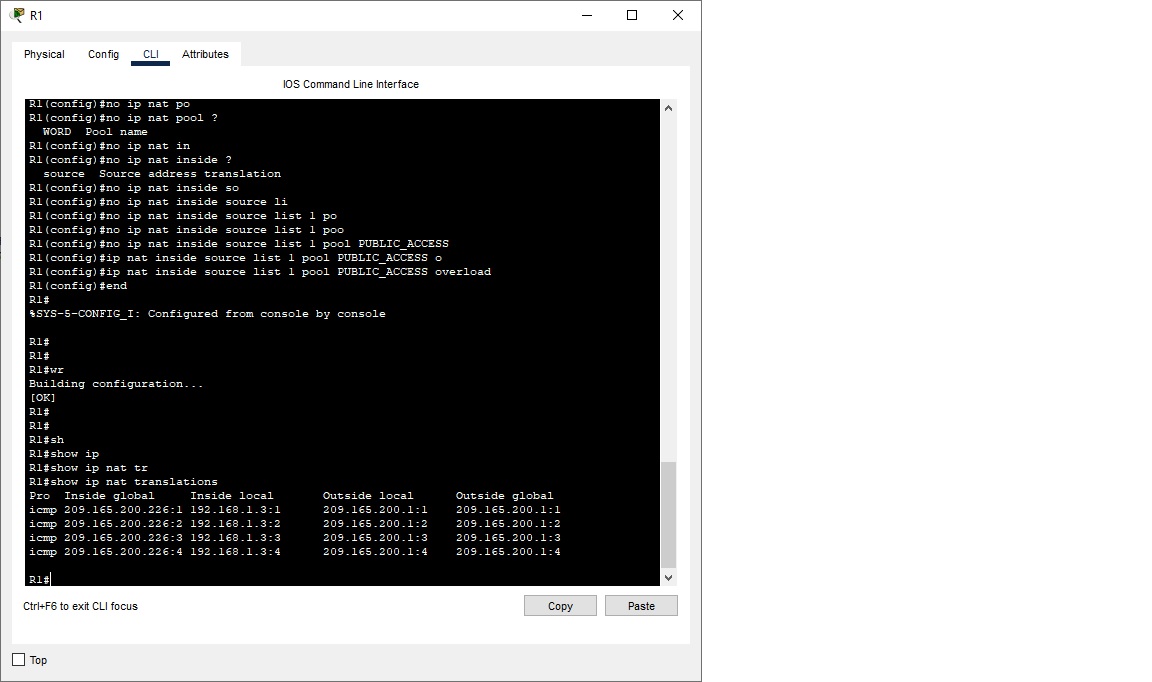 R1
Physical Config CLI Attributes
IOS Command Line Interface
R1(config)#no ip nat po
R1(config)#no ip nat pool ?
WORD Pool name
R1(config)#no ip nat in
R1(config)#no ip nat inside ?
source Source address translation
R1(config)#no ip nat inside so
R1(config)#no ip nat inside source li
R1(config)#no ip nat inside source list 1 po
R1(config)#no ip nat inside source list 1 poo
R1(config)#no ip nat inside source list 1 pool PUBLIC_ACCESS
R1(config)#ip nat inside source list 1 pool PUBLIC_ACCESS o
R1(config)#ip nat inside source list 1 pool PUBLIC_ACCESS overload
R1(config)#end
R1#
%SYS-5-CONFIG_I: Configured from console by console
R1#
R1#
R1#wr
Building configuration...
[OK]
R1#
R1#
R1#sh
R1#show ip
R1#show ip nat tr
R1#show ip nat translations
Pro Inside global Inside local Outside local Outside global
icmp 209.165.200.226:1 192.168.1.3:1 209.165.200.1:1 209.165.200.1:1
icmp 209.165.200.226:2 192.168.1.3:2 209.165.200.1:2 209.165.200.1:2
icmp 209.165.200.226:3 192.168.1.3:3 209.165.200.1:3 209.165.200.1:3
icmp 209.165.200.226:4 192.168.1.3:4 209.165.200.1:4 209.165.200.1:4
R1#
Ctrl+F6 to exit CLI focus Copy Paste
Top